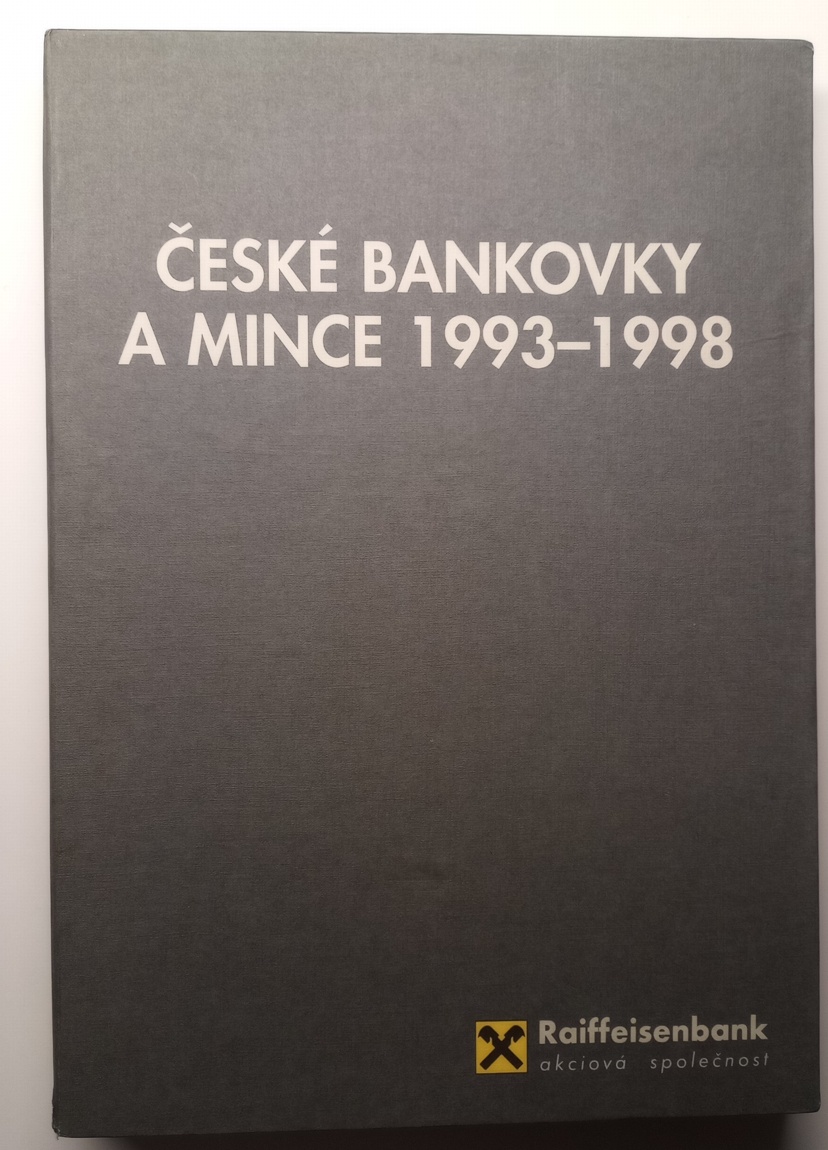 ČESKÉ BANKOVKY
A MINCE 1993–1998
Raiffeisenbank
akciová společnost